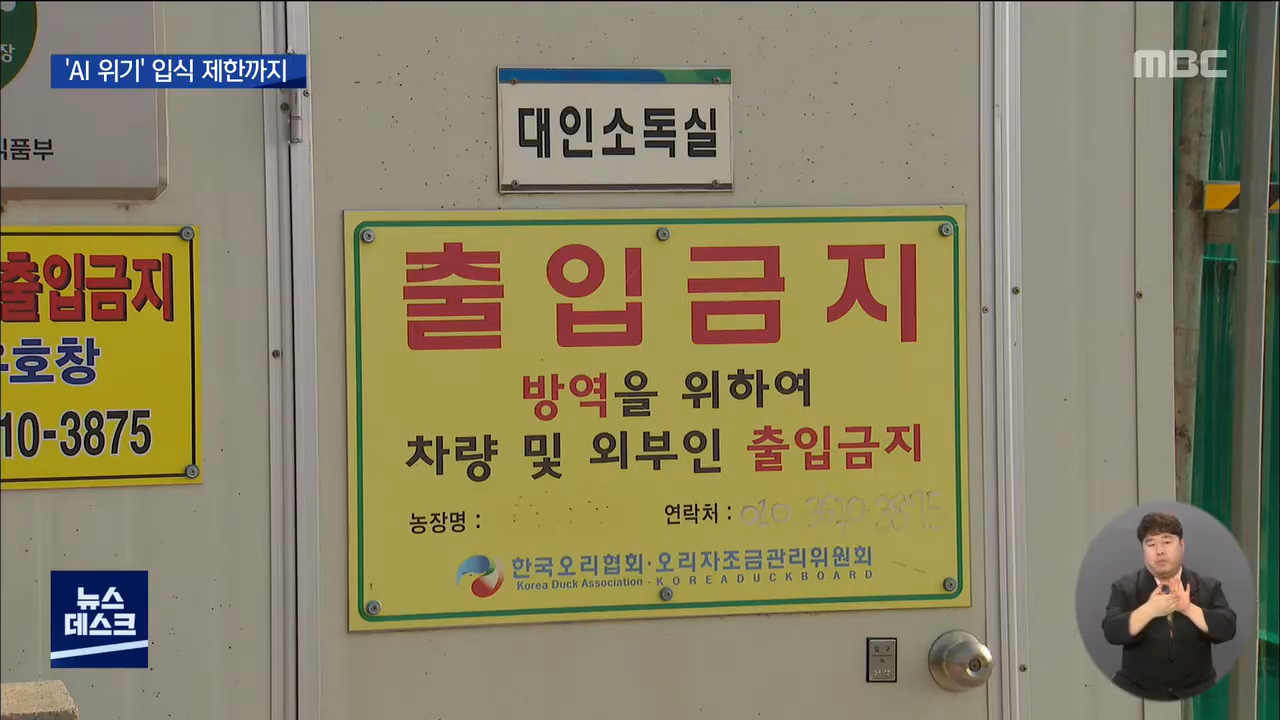 'AI 위기' 입식 제한까지
MBC
장
식품부
대인소독실
출입금지
호창
10-3875
출입금지
방역을 위하여
차량 및 외부인 출입금지
농장명 :
연락처 : 010
한국오리협회·오리자조금관리위원회
Korea Duck Association - KOREADUCKBOARD
뉴스
데스크